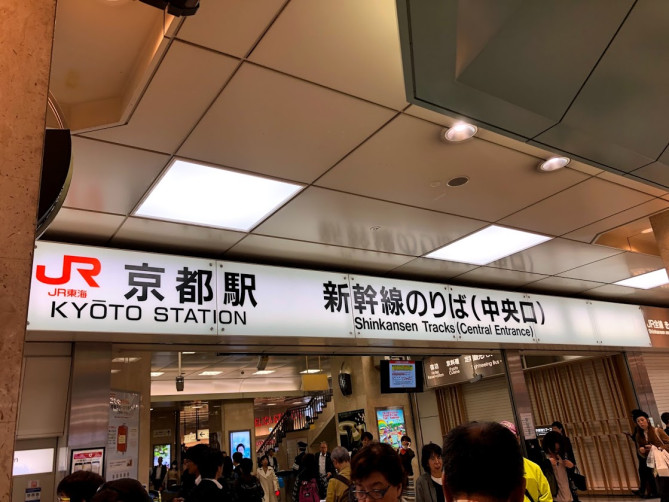 JR
JR東海
京都駅
KYŌTO STATION
新幹線のりば(中央口)
Shinkansen Tracks(Central Entrance)